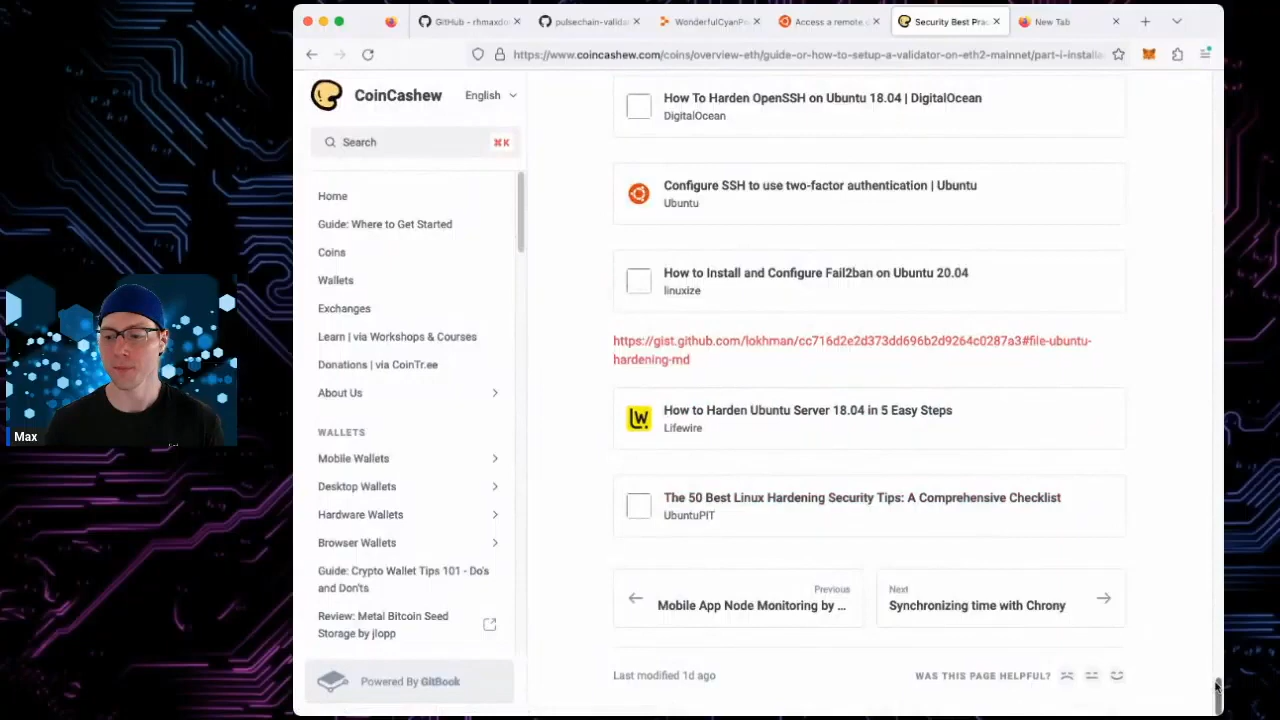 GitHub - rhmaxdo
pulsechain-valida
WonderfulCyanPe
Access a remote
Security Best Prac
New Tab
https://www.coincashew.com/coins/overview-eth/guide-or-how-to-setup-a-validator-on-eth2-mainnet/part-i-installa
CoinCashew
English
Search
⌘K
Home
Guide: Where to Get Started
Coins
Wallets
Exchanges
Learn | via Workshops & Courses
Donations | via CoinTr.ee
About Us
WALLETS
Mobile Wallets
Desktop Wallets
Hardware Wallets
Browser Wallets
Guide: Crypto Wallet Tips 101 - Do's
and Don'ts
Review: Metal Bitcoin Seed
Storage by jlopp
Powered By GitBook
How To Harden OpenSSH on Ubuntu 18.04 | DigitalOcean
DigitalOcean
Configure SSH to use two-factor authentication | Ubuntu
Ubuntu
How to Install and Configure Fail2ban on Ubuntu 20.04
linuxize
https://gist.github.com/lokhman/cc716d2e2d373dd696b2d9264c0287a3#file-ubuntu-
hardening-md
How to Harden Ubuntu Server 18.04 in 5 Easy Steps
Lifewire
The 50 Best Linux Hardening Security Tips: A Comprehensive Checklist
UbuntuPIT
Previous
Mobile App Node Monitoring by ...
Next
Synchronizing time with Chrony
Last modified 1d ago
WAS THIS PAGE HELPFUL?
Max